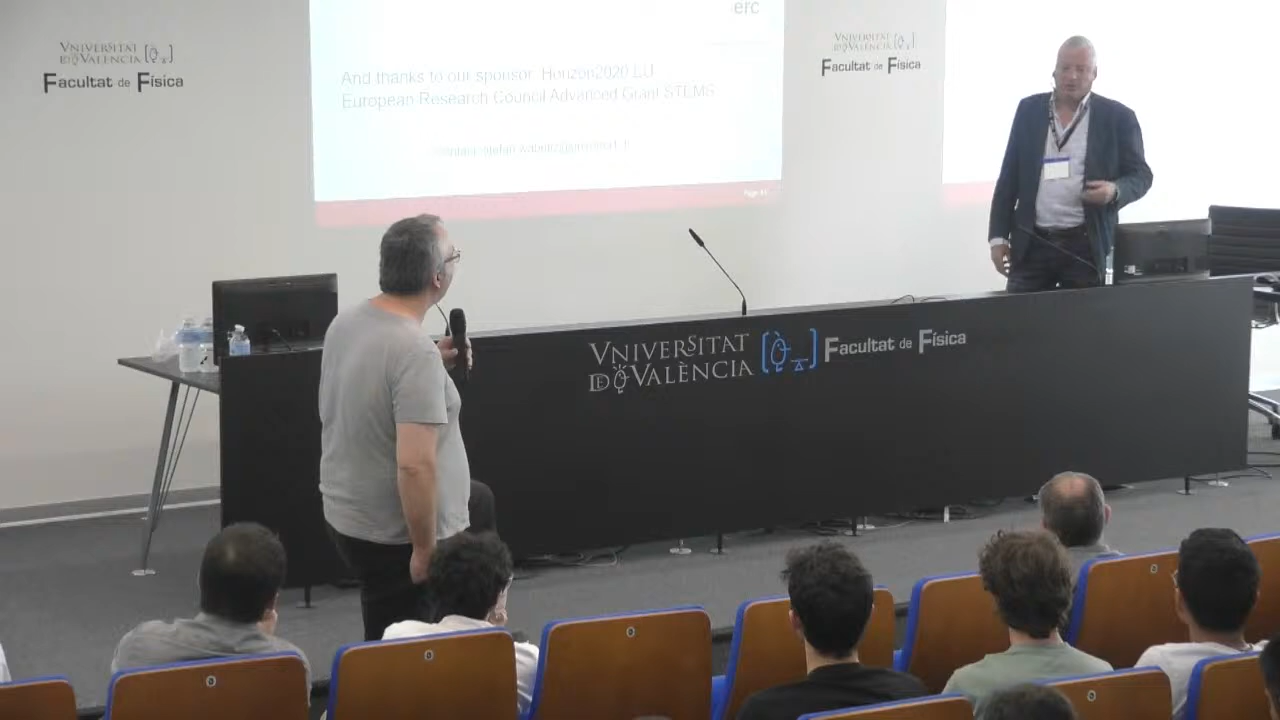 erc
And thanks to our sponsor: Horizon2020 EU
European Research Council Advanced Grant STEMS
Page
VNIVERSITAT
DE VALÈNCIA
Facultat de Física
VNIVERSITAT
DE VALÈNCIA
Facultat de Física
VNIVERSITAT
DE VALÈNCIA
Facultat de Física